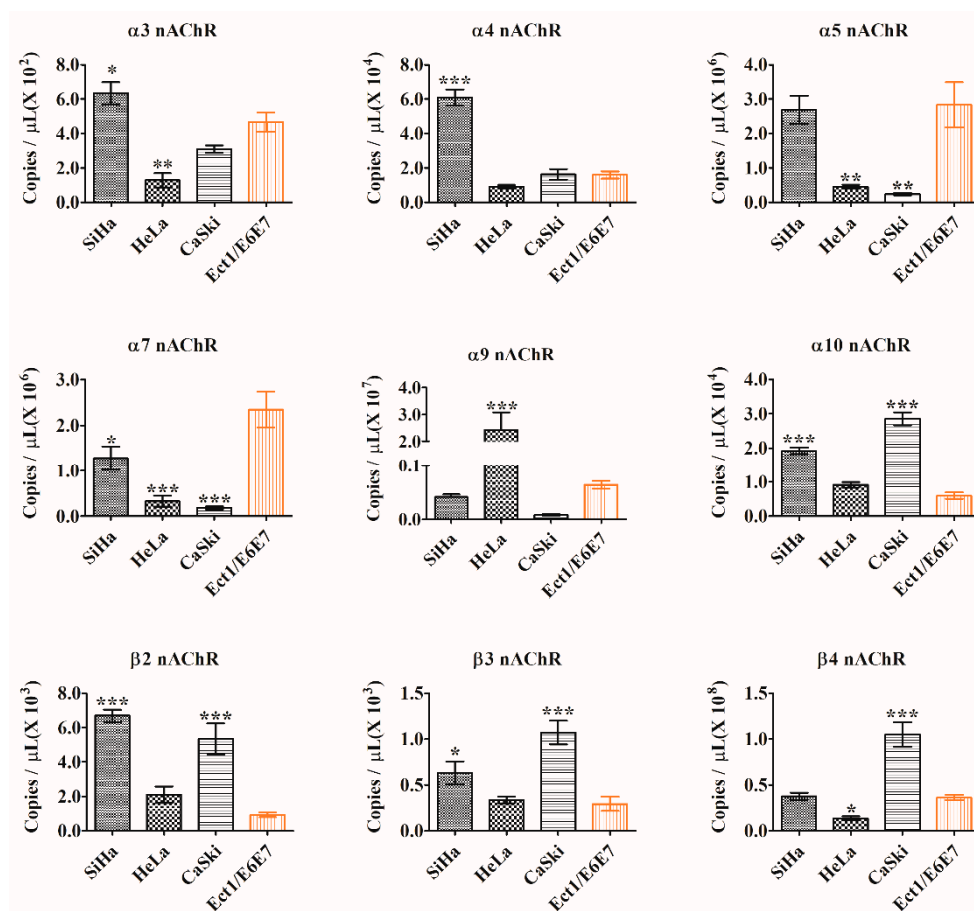 α3 nAChR
Copies / μL(X 10²)
8.0
6.0
4.0
2.0
0.0
*
**
SiHa
HeLa
CaSki
Ect1/E6E7
α4 nAChR
Copies / μL(X 10⁴)
8.0
6.0
4.0
2.0
0.0
***
SiHa
HeLa
CaSki
Ect1/E6E7
α5 nAChR
Copies / μL(X 10⁶)
4.0
3.0
2.0
1.0
0.0
**
**
SiHa
HeLa
CaSki
Ect1/E6E7
α7 nAChR
Copies / μL(X 10⁶)
3.0
2.0
1.0
0.0
*
***
***
SiHa
HeLa
CaSki
Ect1/E6E7
α9 nAChR
Copies / μL(X 10⁷)
4.0
3.0
2.0
0.1
0.0
***
SiHa
HeLa
CaSki
Ect1/E6E7
α10 nAChR
Copies / μL(X 10⁴)
4.0
3.0
2.0
1.0
0.0
***
***
SiHa
HeLa
CaSki
Ect1/E6E7
β2 nAChR
Copies / μL(X 10³)
8.0
6.0
4.0
2.0
0.0
***
***
SiHa
HeLa
CaSki
Ect1/E6E7
β3 nAChR
Copies / μL(X 10³)
1.5
1.0
0.5
0.0
*
***
SiHa
HeLa
CaSki
Ect1/E6E7
β4 nAChR
Copies / μL(X 10⁸)
1.5
1.0
0.5
0.0
*
***
SiHa
HeLa
CaSki
Ect1/E6E7